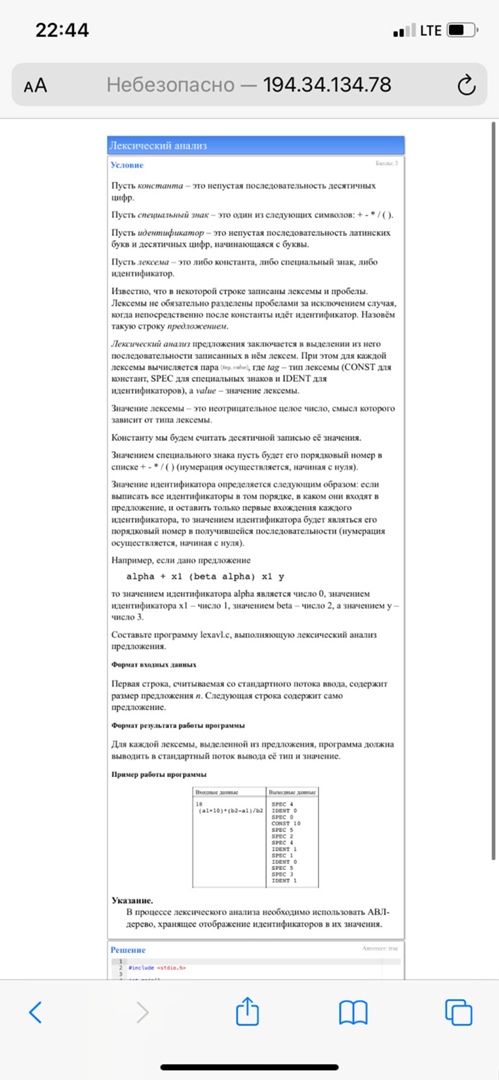 22:44
LTE
AA Небезопасно — 194.34.134.78
Лексический анализ
Условие
Баллы: 3
Пусть константа – это непустая последовательность десятичных
цифр.
Пусть специальный знак – это один из следующих символов: + - * / ( ).
Пусть идентификатор – это непустая последовательность латинских
букв и десятичных цифр, начинающаяся с буквы.
Пусть лексема – это либо константа, либо специальный знак, либо
идентификатор.
Известно, что в некоторой строке записаны лексемы и пробелы.
Лексемы не обязательно разделены пробелами за исключением случая,
когда непосредственно после константы идёт идентификатор. Назовём
такую строку предложением.
Лексический анализ предложения заключается в выделении из него
последовательности записанных в нём лексем. При этом для каждой
лексемы вычисляется пара (tag, value), где tag – тип лексемы (CONST для
констант, SPEC для специальных знаков и IDENT для
идентификаторов), а value – значение лексемы.
Значение лексемы – это неотрицательное целое число, смысл которого
зависит от типа лексемы.
Константу мы будем считать десятичной записью её значения.
Значением специального знака пусть будет его порядковый номер в
списке + - * / ( ) (нумерация осуществляется, начиная с нуля).
Значение идентификатора определяется следующим образом: если
выписать все идентификаторы в том порядке, в каком они входят в
предложение, и оставить только первые вхождения каждого
идентификатора, то значением идентификатора будет являться его
порядковый номер в получившейся последовательности (нумерация
осуществляется, начиная с нуля).
Например, если дано предложение
alpha + x1 (beta alpha) x1 y
то значением идентификатора alpha является число 0, значением
идентификатора x1 – число 1, значением beta – число 2, а значением y –
число 3.
Составьте программу lexavl.c, выполняющую лексический анализ
предложения.
Формат входных данных
Первая строка, считываемая со стандартного потока ввода, содержит
размер предложения n. Следующая строка содержит само
предложение.
Формат результата работы программы
Для каждой лексемы, выделенной из предложения, программа должна
выводить в стандартный поток вывода её тип и значение.
Пример работы программы
Входные данные
Выходные данные
18
(a1+10)*(b2-a1)/b2
SPEC 4
IDENT 0
SPEC 0
CONST 10
SPEC 5
SPEC 2
SPEC 4
IDENT 1
SPEC 1
IDENT 0
SPEC 5
SPEC 3
IDENT 1
Указание.
В процессе лексического анализа необходимо использовать АВЛ-
дерево, хранящее отображение идентификаторов в их значения.
Решение
1
2 #include <stdio.h>
3